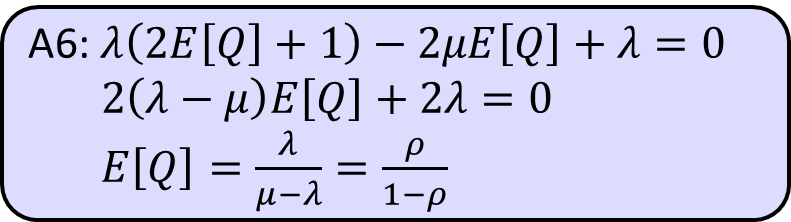 A6: λ(2E[Q] + 1) − 2μE[Q] + λ = 0
2(λ − μ)E[Q] + 2λ = 0
E[Q] = λ/(μ−λ) = ρ/(1−ρ)